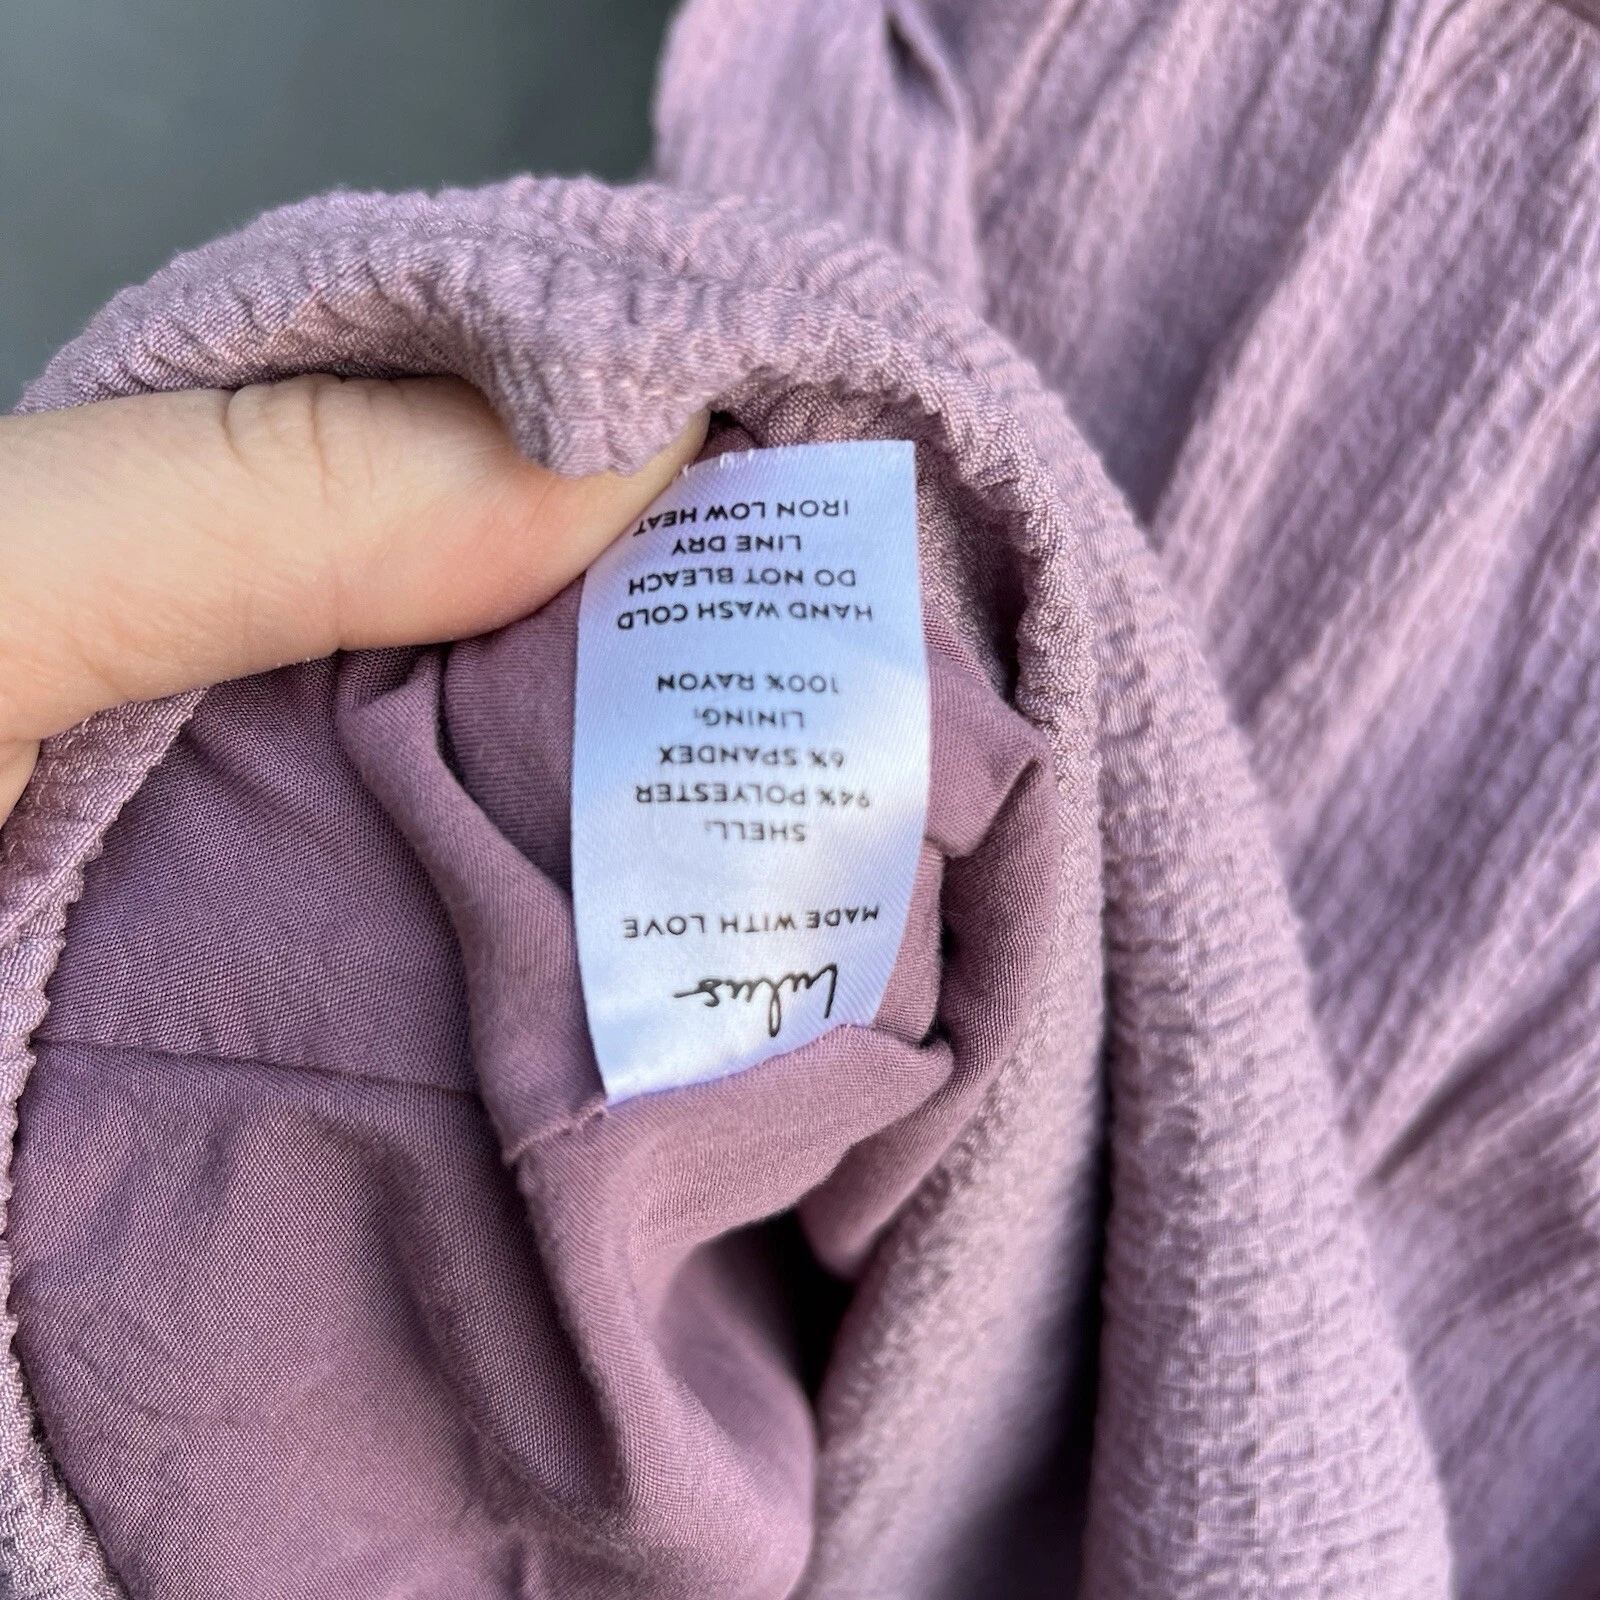 Lulus
MADE WITH LOVE
SHELL:
94% POLYESTER
6% SPANDEX
LINING:
100% RAYON
HAND WASH COLD
DO NOT BLEACH
LINE DRY
IRON LOW HEAT